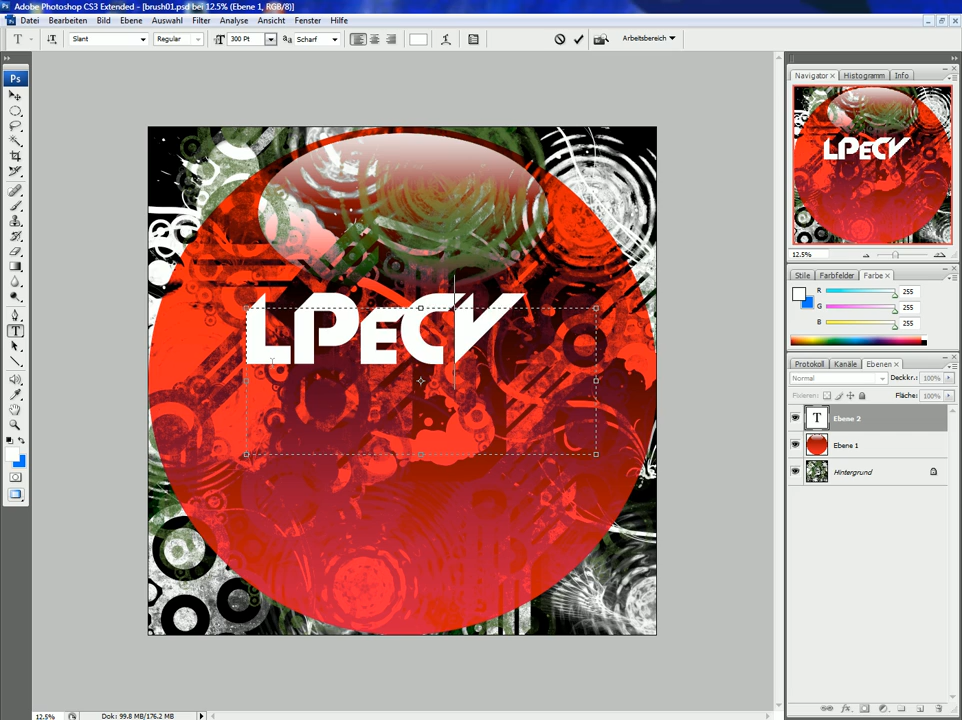 Adobe Photoshop CS3 Extended - [brush01.psd bei 12.5% (Ebene 1, RGB/8)]
Datei Bearbeiten Bild Ebene Auswahl Filter Analyse Ansicht Fenster Hilfe
T T Slant Regular T 300 Pt aa Scharf Arbeitsbereich
Ps
Navigator × Histogramm Info
LPECV
12.5%
Stile Farbfelder Farbe ×
R 255
G 255
B 255
Protokoll Kanäle Ebenen ×
Normal Deckkr.: 100%
Fixieren: Fläche: 100%
T Ebene 2
Ebene 1
Hintergrund
LPECV
T
12.5% Dok: 99.8 MB/176.2 MB